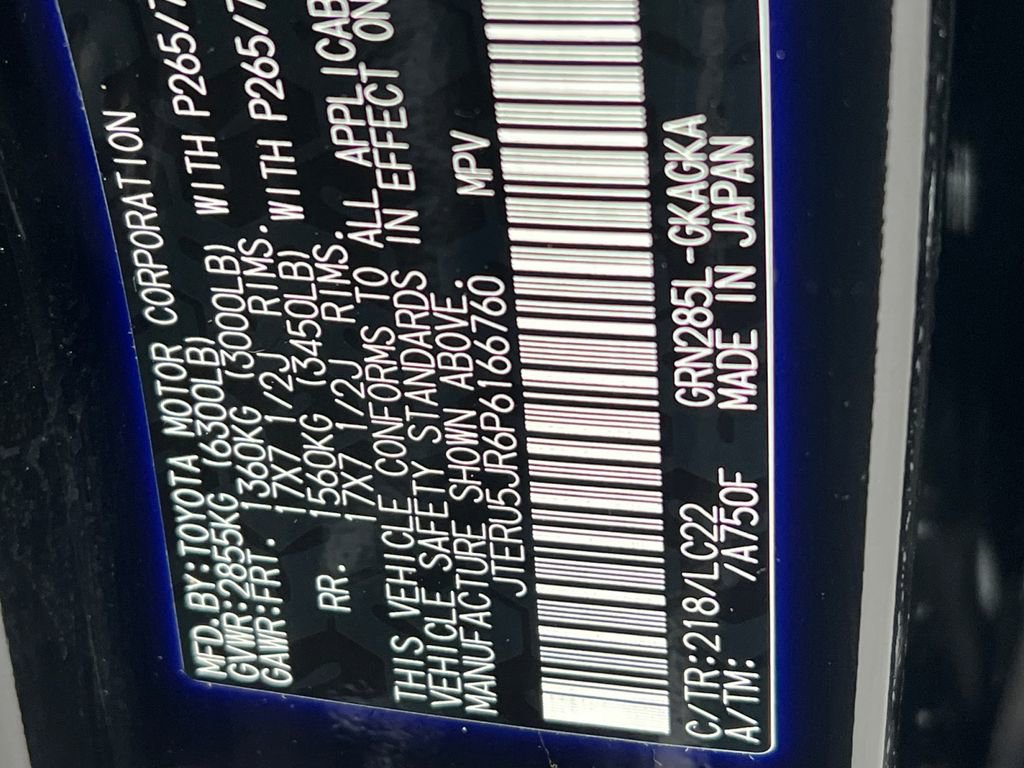 MFD.BY:TOYOTA MOTOR CORPORATION
GVWR:2855KG (6300LB)
GAWR:FRT. 1360KG (3000LB) WITH P265/7
17X7 1/2J RIMS.
RR. 1560KG (3450LB) WITH P265/7
17X7 1/2J RIMS.
THIS VEHICLE CONFORMS TO ALL APPLICAB
VEHICLE SAFETY STANDARDS IN EFFECT ON
MANUFACTURE SHOWN ABOVE.
JTERU5JR6P6166760 MPV
C/TR:218/LC22 GRN285L-GKAGKA
A/TM: /A750F MADE IN JAPAN